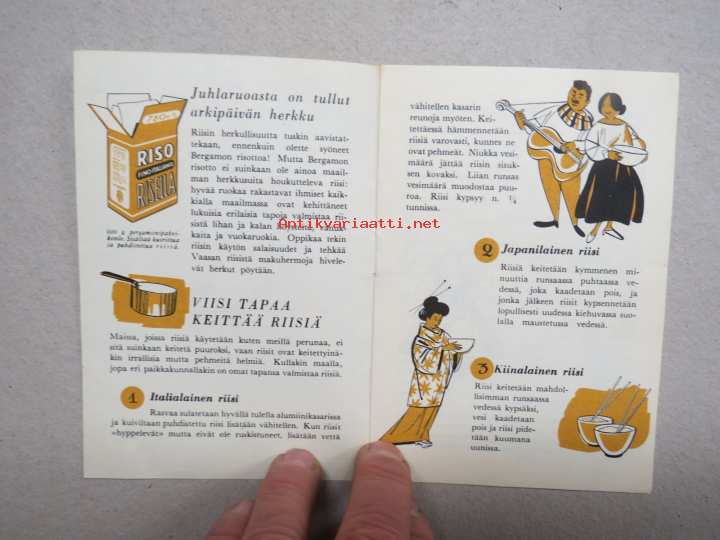 Juhlaruoasta on tullut
arkipäivän herkku
Riisin herkullisuutta tuskin aavistat-
tekaan, ennenkuin olette syöneet
Bergamon risottoa! Mutta Bergamon
risotto ei suinkaan ole ainoa maail-
man herkkusuita houkutteleva riisi:
hyvää ruokaa rakastavat ihmiset kaik-
kialla maailmassa ovat kehittäneet
lukuisia erilaisia tapoja valmistaa rii-
sistä lihan ja kalan
kaita ja vuokaruokia. Oppikaa tekin
riisin käytön salaisuudet ja tehkää
Vaasan riisistä makuhermoja hivele-
vät herkut pöytään.
750
RISO
FINO ITALIANO
RISELLA
ja puhdistettua riisiä.
VIISI TAPAA
KEITTÄÄ RIISIÄ
Maissa, joissa riisiä käytetään kuten meillä perunaa, ei
sitä suinkaan keitetä puuroksi, vaan riisit ovat keitettyinä-
kin irrallisia mutta pehmeitä helmiä. Kullakin maalla,
jopa eri paikkakunnallakin on omat tapansa valmistaa riisiä.
1 Italialainen riisi
Rasvaa sulatetaan hyvällä tulella alumiinikasarissa
ja kuiviltaan puhdistettu riisi lisätään vähitellen. Kun riisit
»hyppelevät» mutta eivät ole ruskistuneet, lisätään vettä
vähitellen kasarin
reunoja myöten. Kei-
tettäessä hämmennetään
riisiä varovasti, kunnes ne
ovat pehmeät. Niukka vesi-
määrä jättää riisin sisuk-
sen kovaksi. Liian runsas
vesimäärä muodostaa puu-
roa. Riisi kypsyy n. ¼
tunnissa.
2 Japanilainen riisi
Riisiä keitetään kymmenen mi-
nuuttia runsaassa puhtaassa ve-
dessä, joka kaadetaan pois, ja
jonka jälkeen riisit kypsennetään
lopullisesti uudessa kiehuvassa suo-
lalla maustetussa vedessä.
3 Kiinalainen riisi
Riisi keitetään mahdol-
lisimman runsaassa
vedessä kypsäksi,
vesi kaadetaan
pois ja riisi pide-
tään kuumana
uunissa.
Antikvariaatti.net